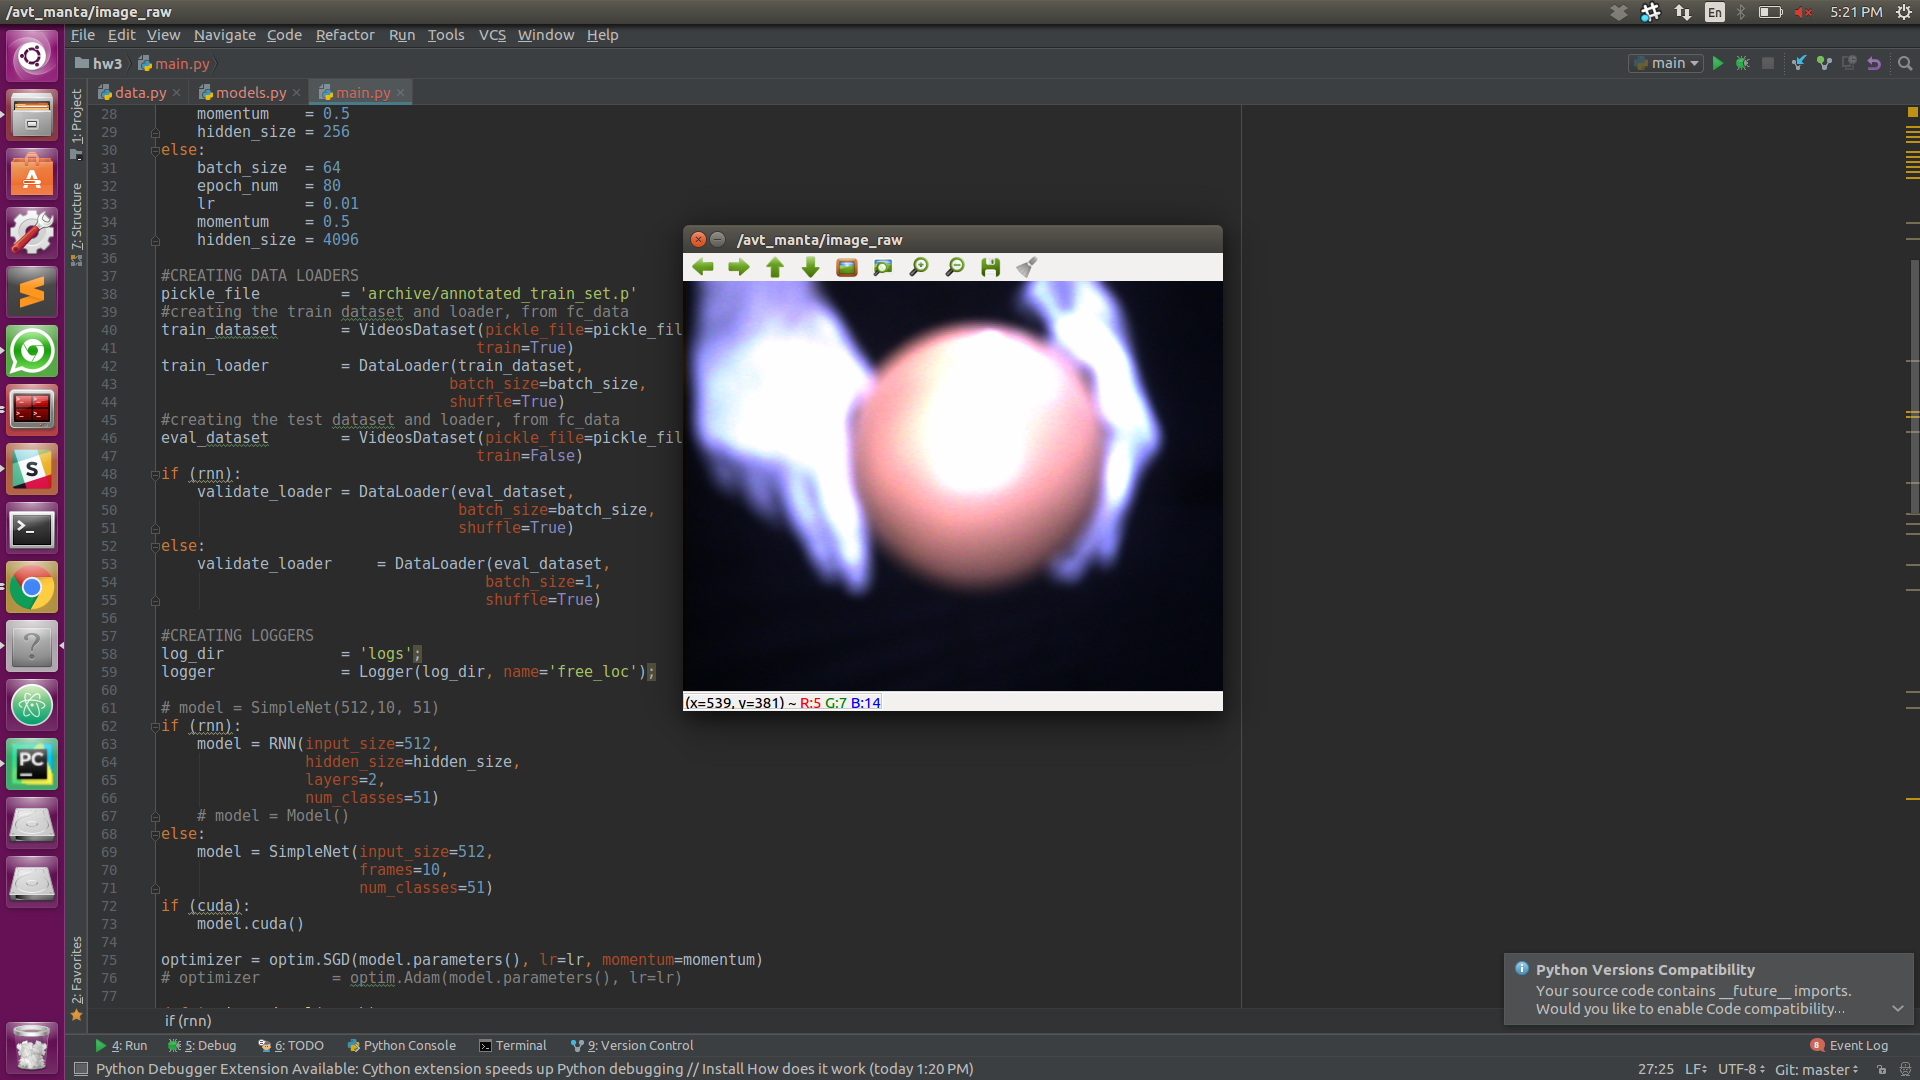 /avt_manta/image_raw
En
5:21 PM
File Edit View Navigate Code Refactor Run Tools VCS Window Help
hw3 main.py
main
data.py models.py main.py
1: Project
7: Structure
2: Favorites
28 momentum = 0.5
29 hidden_size = 256
30 else:
31 batch_size = 64
32 epoch_num = 80
33 lr = 0.01
34 momentum = 0.5
35 hidden_size = 4096
36
37 #CREATING DATA LOADERS
38 pickle_file = 'archive/annotated_train_set.p'
39 #creating the train dataset and loader, from fc_data
40 train_dataset = VideosDataset(pickle_file=pickle_fil
41 train=True)
42 train_loader = DataLoader(train_dataset,
43 batch_size=batch_size,
44 shuffle=True)
45 #creating the test dataset and loader, from fc_data
46 eval_dataset = VideosDataset(pickle_file=pickle_fil
47 train=False)
48 if (rnn):
49 validate_loader = DataLoader(eval_dataset,
50 batch_size=batch_size,
51 shuffle=True)
52 else:
53 validate_loader = DataLoader(eval_dataset,
54 batch_size=1,
55 shuffle=True)
56
57 #CREATING LOGGERS
58 log_dir = 'logs';
59 logger = Logger(log_dir, name='free_loc');
60
61 # model = SimpleNet(512,10, 51)
62 if (rnn):
63 model = RNN(input_size=512,
64 hidden_size=hidden_size,
65 layers=2,
66 num_classes=51)
67 # model = Model()
68 else:
69 model = SimpleNet(input_size=512,
70 frames=10,
71 num_classes=51)
72 if (cuda):
73 model.cuda()
74
75 optimizer = optim.SGD(model.parameters(), lr=lr, momentum=momentum)
76 # optimizer = optim.Adam(model.parameters(), lr=lr)
77
/avt_manta/image_raw
(x=539, y=381) ~ R:5 G:7 B:14
Python Versions Compatibility
Your source code contains __future__ imports.
Would you like to enable Code compatibility...
if (rnn)
4: Run 5: Debug 6: TODO Python Console Terminal 9: Version Control
8 Event Log
Python Debugger Extension Available: Cython extension speeds up Python debugging // Install How does it work (today 1:20 PM)
27:25 LF UTF-8 Git: master
S
PC